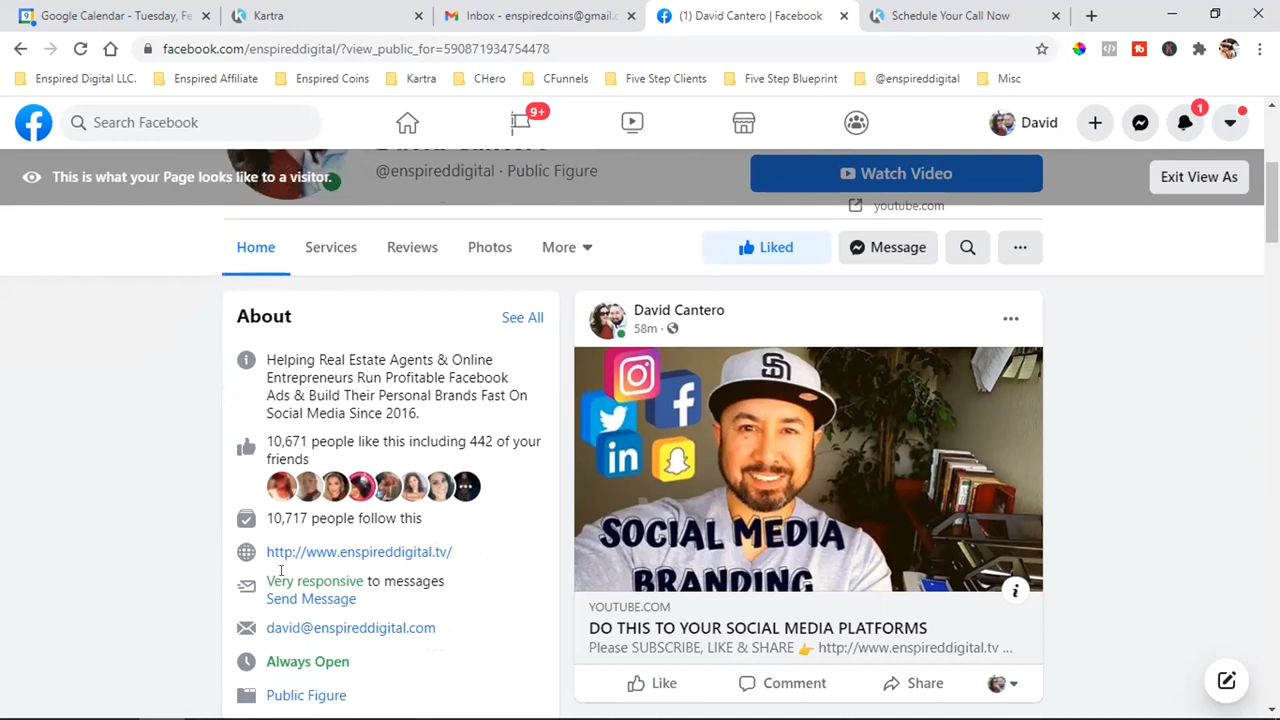 Google Calendar - Tuesday, Fe
Kartra
Inbox - enspiredcoins@gmail.c
(1) David Cantero | Facebook
Schedule Your Call Now
facebook.com/enspireddigital/?view_public_for=590871934754478
Enspired Digital LLC.
Enspired Affiliate
Enspired Coins
Kartra
CHero
CFunnels
Five Step Clients
Five Step Blueprint
@enspireddigital
Misc
Search Facebook
9+
David
1
David Cantero
@enspireddigital · Public Figure
Watch Video
youtube.com
This is what your Page looks like to a visitor.
Exit View As
Home
Services
Reviews
Photos
More
Liked
Message
About
See All
Helping Real Estate Agents & Online
Entrepreneurs Run Profitable Facebook
Ads & Build Their Personal Brands Fast On
Social Media Since 2016.
10,671 people like this including 442 of your
friends
10,717 people follow this
http://www.enspireddigital.tv/
Very responsive to messages
Send Message
david@enspireddigital.com
Always Open
Public Figure
David Cantero
58m ·
SD
in
SOCIAL MEDIA
BRANDING
YOUTUBE.COM
DO THIS TO YOUR SOCIAL MEDIA PLATFORMS
Please SUBSCRIBE, LIKE & SHARE 👉 http://www.enspireddigital.tv ...
Like
Comment
Share